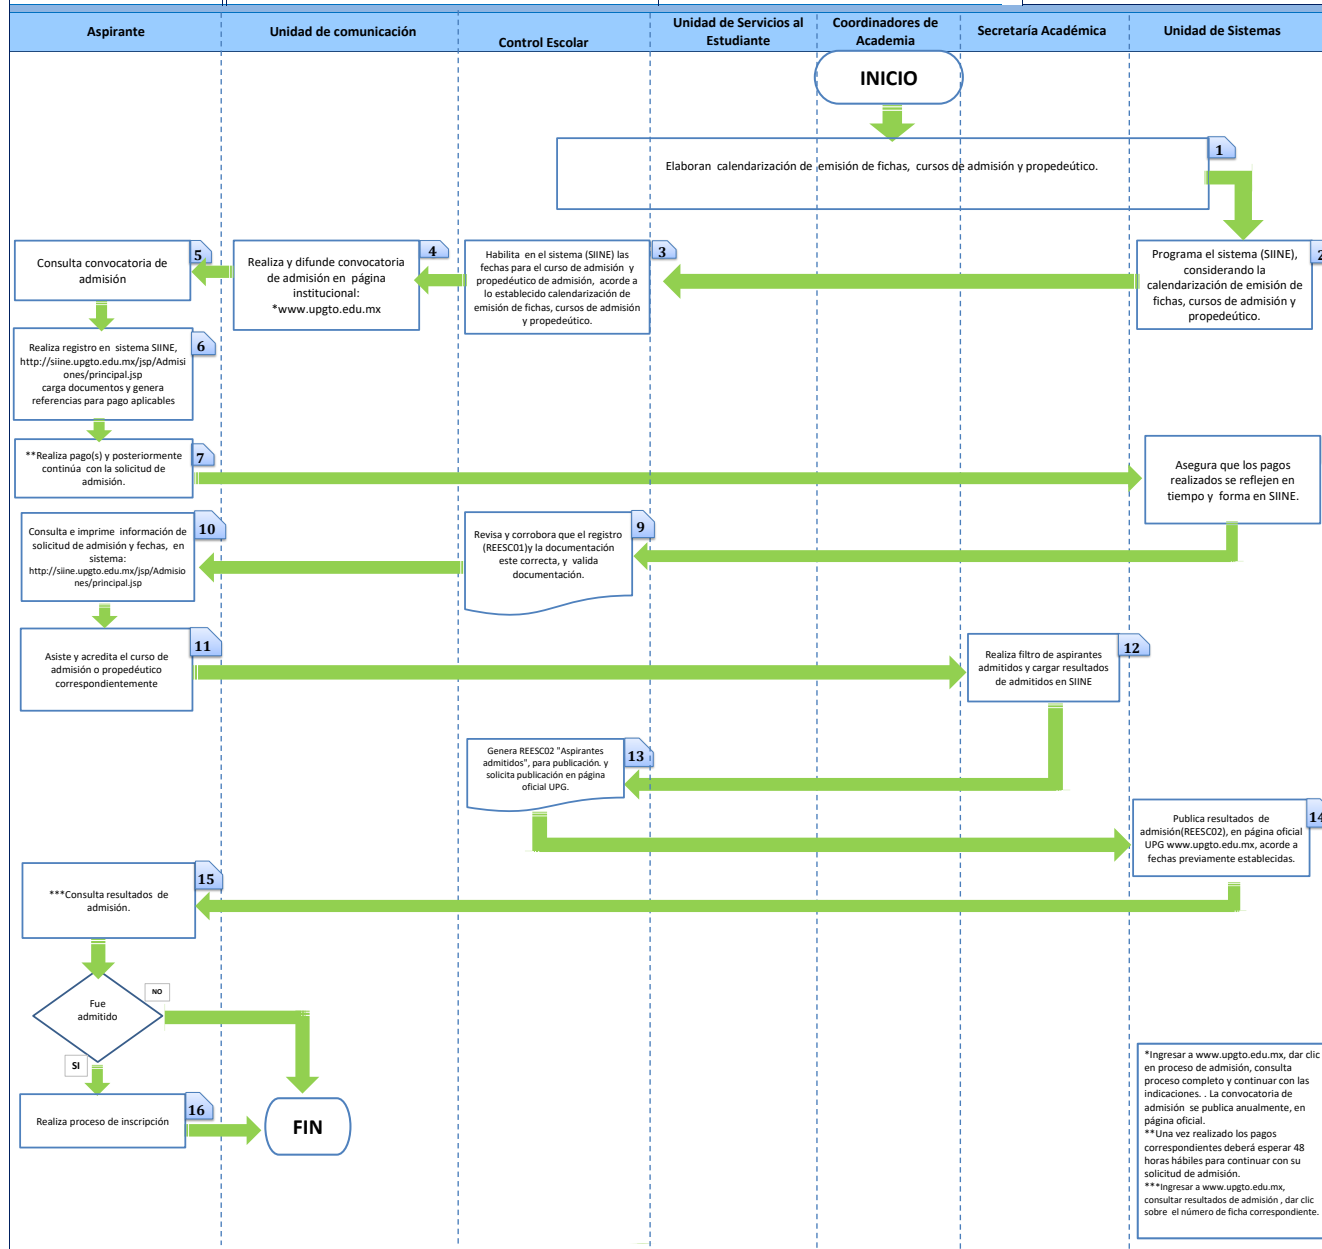 Aspirante
Unidad de comunicación
Control Escolar
Unidad de Servicios al
Estudiante
Coordinadores de
Academia
Secretaría Académica
Unidad de Sistemas
INICIO
1
Elaboran calendarización de emisión de fichas, cursos de admisión y propedeútico.
5
Consulta convocatoria de
admisión
4
Realiza y difunde convocatoria
de admisión en página
institucional:
*www.upgto.edu.mx
3
Habilita en el sistema (SIINE) las
fechas para el curso de admisión y
propedéutico de admisión, acorde a
lo establecido calendarización de
emisión de fichas, cursos de admisión
y propedeútico.
2
Programa el sistema (SIINE),
considerando la
calendarización de emisión de
fichas, cursos de admisión y
propedeútico.
6
Realiza registro en sistema SIINE,
http://siine.upgto.edu.mx/jsp/Admisi
ones/principal.jsp
carga documentos y genera
referencias para pago aplicables
7
**Realiza pago(s) y posteriormente
continúa con la solicitud de
admisión.
Asegura que los pagos
realizados se reflejen en
tiempo y forma en SIINE.
10
Consulta e imprime información de
solicitud de admisión y fechas, en
sistema:
http://siine.upgto.edu.mx/jsp/Admisio
nes/principal.jsp
9
Revisa y corrobora que el registro
(REESC01)y la documentación
este correcta, y valida
documentación.
11
Asiste y acredita el curso de
admisión o propedéutico
correspondientemente
12
Realiza filtro de aspirantes
admitidos y cargar resultados
de admitidos en SIINE
13
Genera REESC02 "Aspirantes
admitidos", para publicación. y
solicita publicación en página
oficial UPG.
14
Publica resultados de
admisión(REESC02), en página oficial
UPG www.upgto.edu.mx, acorde a
fechas previamente establecidas.
15
***Consulta resultados de
admisión.
Fue
admitido
NO
SI
16
Realiza proceso de inscripción
FIN
*Ingresar a www.upgto.edu.mx, dar clic
en proceso de admisión, consulta
proceso completo y continuar con las
indicaciones. . La convocatoria de
admisión se publica anualmente, en
página oficial.
**Una vez realizado los pagos
correspondientes deberá esperar 48
horas hábiles para continuar con su
solicitud de admisión.
***Ingresar a www.upgto.edu.mx,
consultar resultados de admisión , dar clic
sobre el número de ficha correspondiente.